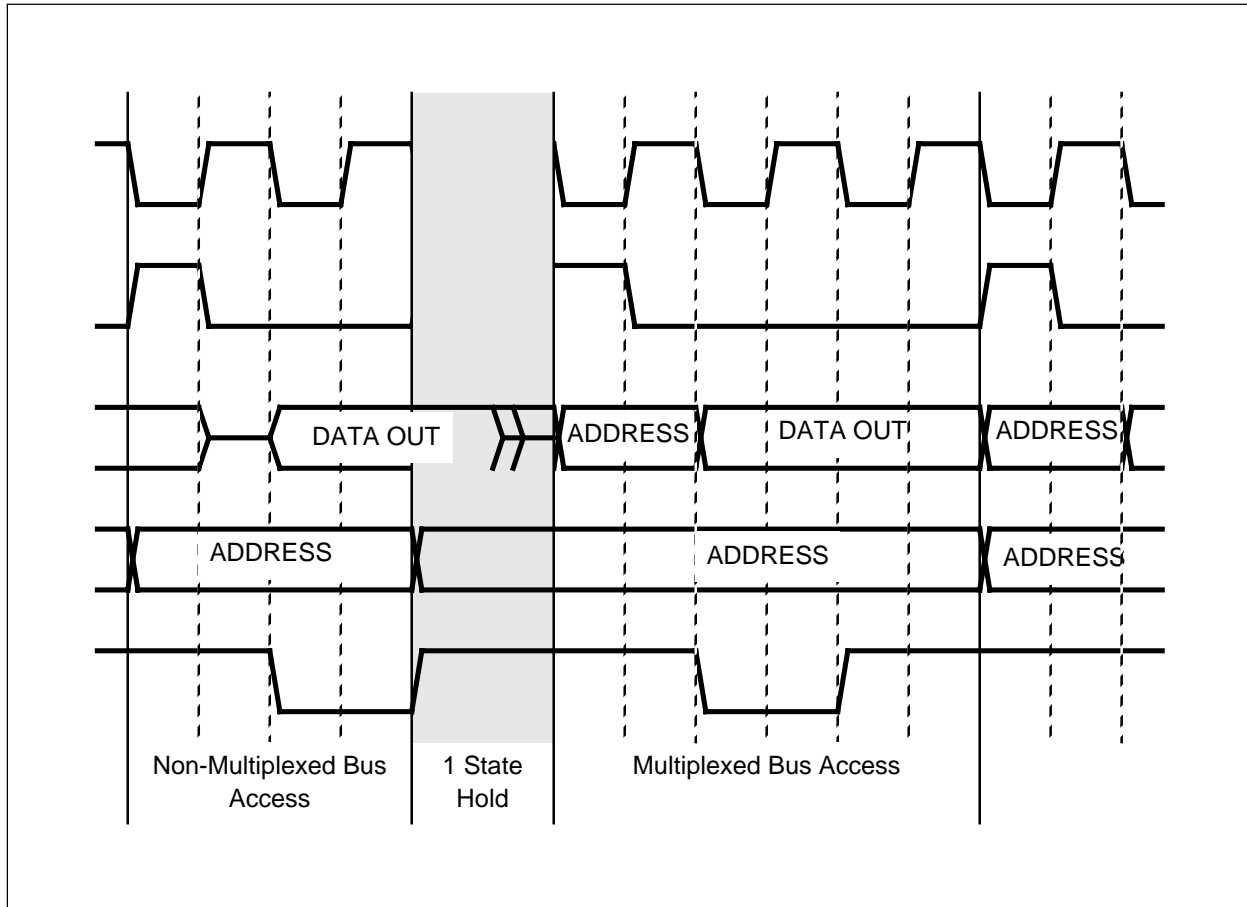 DATA OUT
ADDRESS
DATA OUT
ADDRESS
ADDRESS
ADDRESS
ADDRESS
Non-Multiplexed Bus
Access
1 State
Hold
Multiplexed Bus Access